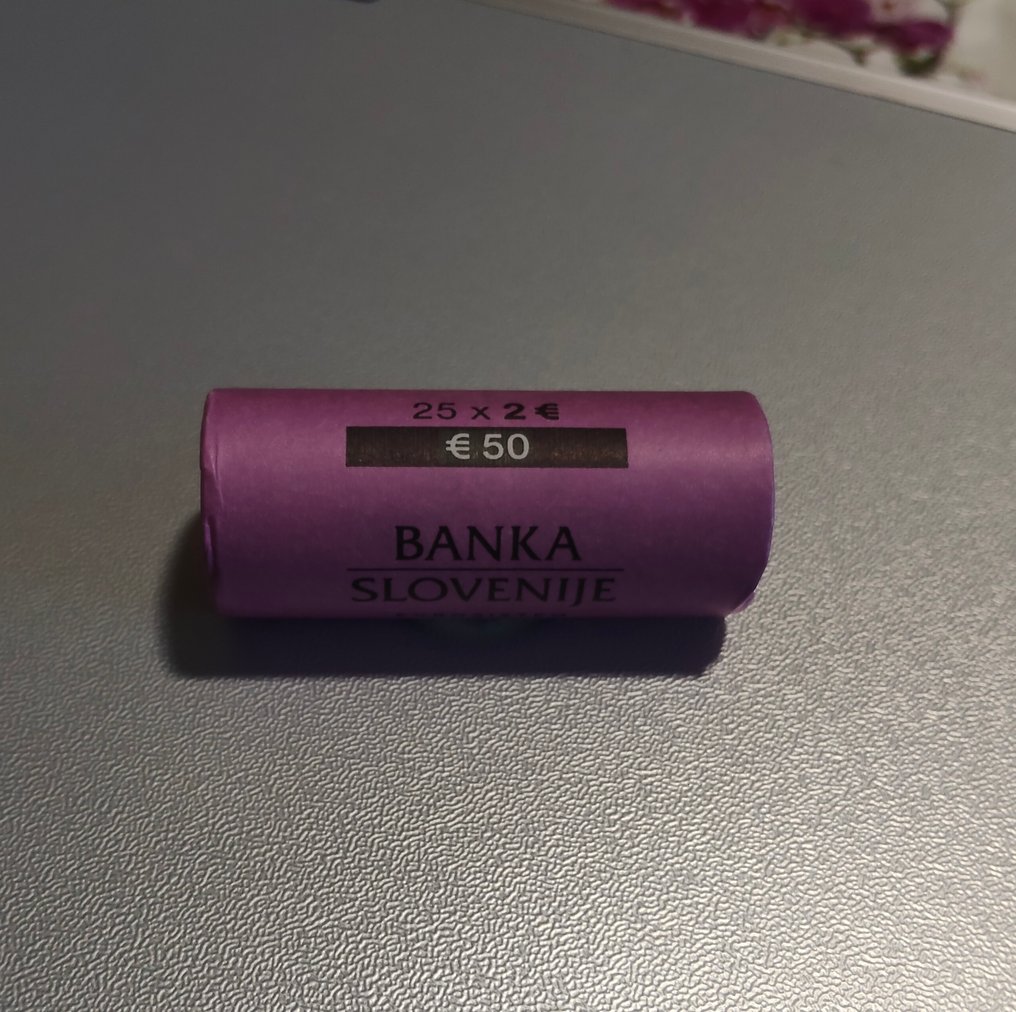 25 x 2 €
€ 50
BANKA
SLOVENIJE